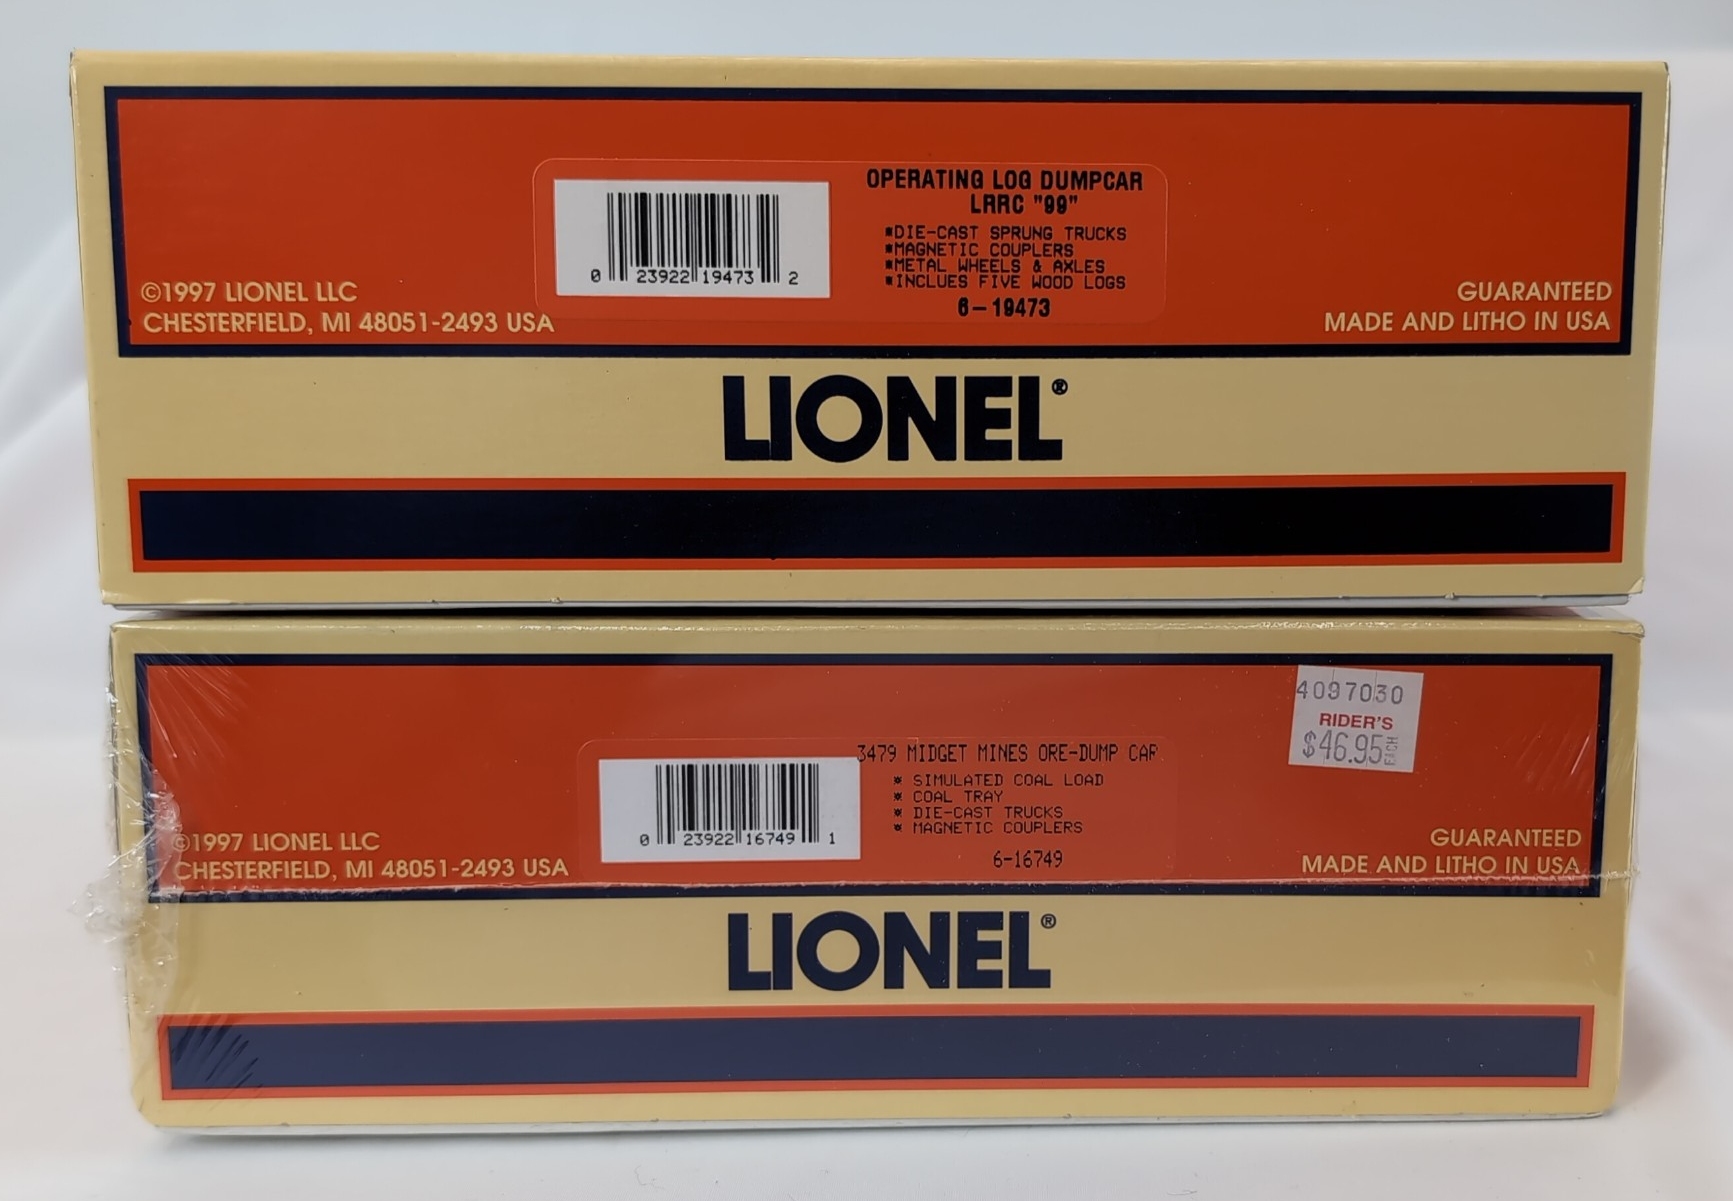 OPERATING LOG DUMPCAR
LRRC "99"
*DIE-CAST SPRUNG TRUCKS
*MAGNETIC COUPLERS
*METAL WHEELS & AXLES
*INCLUES FIVE WOOD LOGS
6-19473
0 23922 19473 2
©1997 LIONEL LLC
CHESTERFIELD, MI 48051-2493 USA
GUARANTEED
MADE AND LITHO IN USA
LIONEL®
4097030
RIDER'S
$46.95 EACH
3479 MIDGET MINES ORE-DUMP CAR
* SIMULATED COAL LOAD
* COAL TRAY
* DIE-CAST TRUCKS
* MAGNETIC COUPLERS
6-16749
0 23922 16749 1
©1997 LIONEL LLC
CHESTERFIELD, MI 48051-2493 USA
GUARANTEED
MADE AND LITHO IN USA
LIONEL®